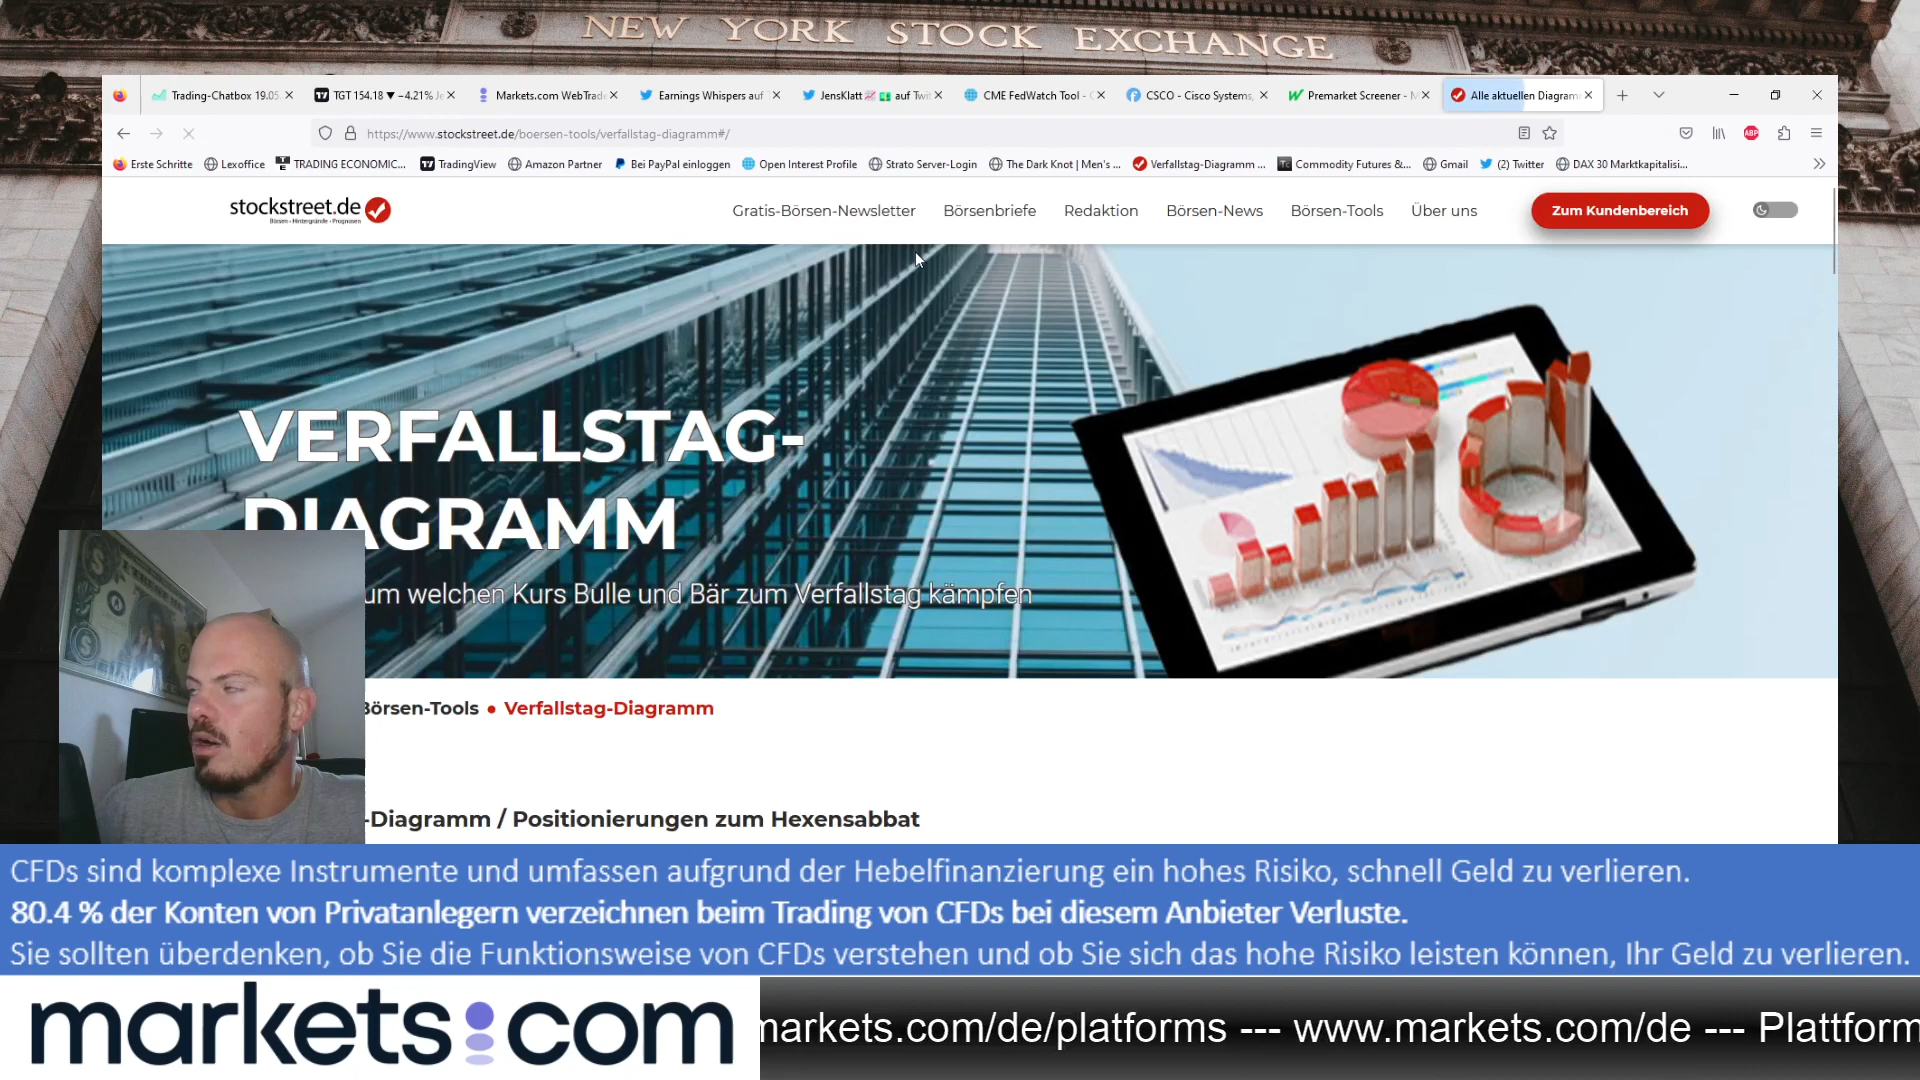 NEW YORK STOCK EXCHANGE
Trading-Chatbox 19.05
TGT 154.18 ▼ −4.21%
Markets.com WebTrade
Earnings Whispers auf
JensKlatt📈💵 auf Twit
CME FedWatch Tool - C
CSCO - Cisco Systems,
Premarket Screener - M
Alle aktuellen Diagram
https://www.stockstreet.de/boersen-tools/verfallstag-diagramm#/
ABP
Erste Schritte
Lexoffice
TRADING ECONOMIC...
TradingView
Amazon Partner
Bei PayPal einloggen
Open Interest Profile
Strato Server-Login
The Dark Knot | Men's ...
Verfallstag-Diagramm ...
Commodity Futures &...
Gmail
(2) Twitter
DAX 30 Marktkapitalisi...
stockstreet.de
Börsen • Hintergründe • Prognosen
Gratis-Börsen-Newsletter
Börsenbriefe
Redaktion
Börsen-News
Börsen-Tools
Über uns
Zum Kundenbereich
VERFALLSTAG-
DIAGRAMM
um welchen Kurs Bulle und Bär zum Verfallstag kämpfen
Börsen-Tools • Verfallstag-Diagramm
-Diagramm / Positionierungen zum Hexensabbat
CFDs sind komplexe Instrumente und umfassen aufgrund der Hebelfinanzierung ein hohes Risiko, schnell Geld zu verlieren.
80.4 % der Konten von Privatanlegern verzeichnen beim Trading von CFDs bei diesem Anbieter Verluste.
Sie sollten überdenken, ob Sie die Funktionsweise von CFDs verstehen und ob Sie sich das hohe Risiko leisten können, Ihr Geld zu verlieren.
markets.com
markets.com/de/platforms --- www.markets.com/de --- Plattform